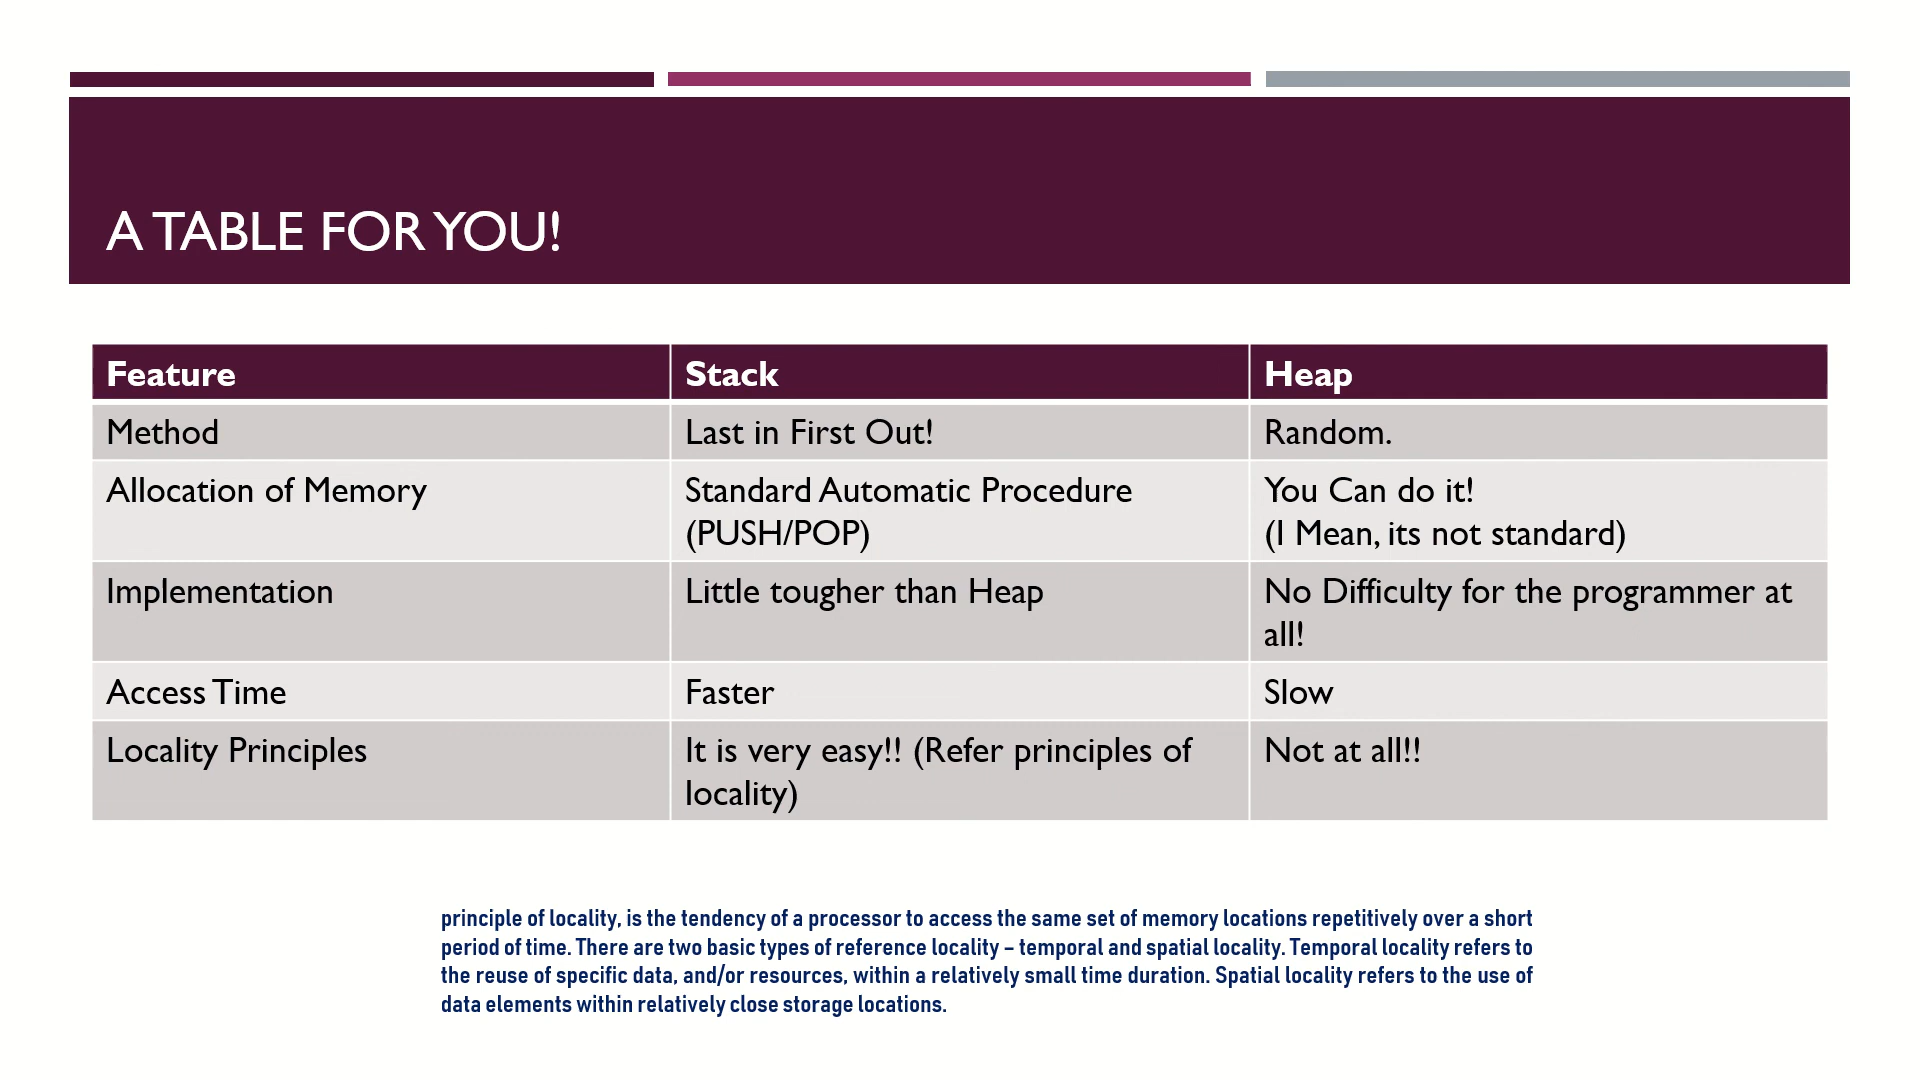 A TABLE FOR YOU!
Feature Stack Heap
Method Last in First Out! Random.
Allocation of Memory Standard Automatic Procedure You Can do it!
(PUSH/POP) (I Mean, its not standard)
Implementation Little tougher than Heap No Difficulty for the programmer at
all!
Access Time Faster Slow
Locality Principles It is very easy!! (Refer principles of Not at all!!
locality)
principle of locality, is the tendency of a processor to access the same set of memory locations repetitively over a short
period of time. There are two basic types of reference locality – temporal and spatial locality. Temporal locality refers to
the reuse of specific data, and/or resources, within a relatively small time duration. Spatial locality refers to the use of
data elements within relatively close storage locations.